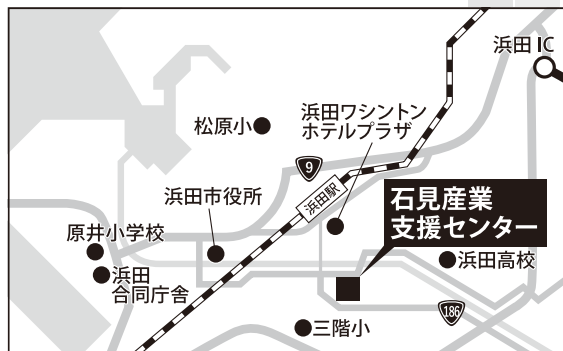 浜田IC
松原小
浜田ワシントン
ホテルプラザ
9
浜田駅
浜田市役所
石見産業
支援センター
原井小学校
浜田
合同庁舎
浜田高校
186
三階小